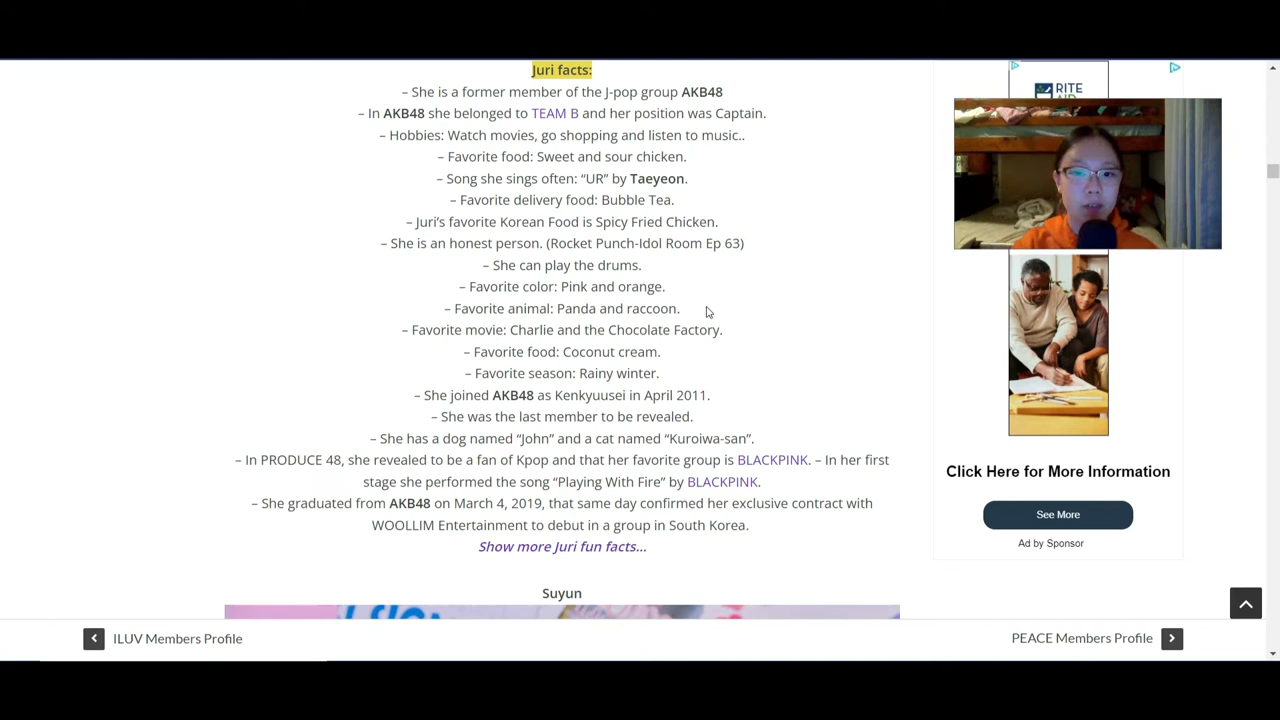 Juri facts:
– She is a former member of the J-pop group AKB48
– In AKB48 she belonged to TEAM B and her position was Captain.
– Hobbies: Watch movies, go shopping and listen to music..
– Favorite food: Sweet and sour chicken.
– Song she sings often: “UR” by Taeyeon.
– Favorite delivery food: Bubble Tea.
– Juri’s favorite Korean Food is Spicy Fried Chicken.
– She is an honest person. (Rocket Punch-Idol Room Ep 63)
– She can play the drums.
– Favorite color: Pink and orange.
– Favorite animal: Panda and raccoon.
– Favorite movie: Charlie and the Chocolate Factory.
– Favorite food: Coconut cream.
– Favorite season: Rainy winter.
– She joined AKB48 as Kenkyuusei in April 2011.
– She was the last member to be revealed.
– She has a dog named “John” and a cat named “Kuroiwa-san”.
– In PRODUCE 48, she revealed to be a fan of Kpop and that her favorite group is BLACKPINK. – In her first
stage she performed the song “Playing With Fire” by BLACKPINK.
– She graduated from AKB48 on March 4, 2019, that same day confirmed her exclusive contract with
WOOLLIM Entertainment to debut in a group in South Korea.
Show more Juri fun facts...
Suyun
RITE
Click Here for More Information
See More
Ad by Sponsor
ILUV Members Profile
PEACE Members Profile